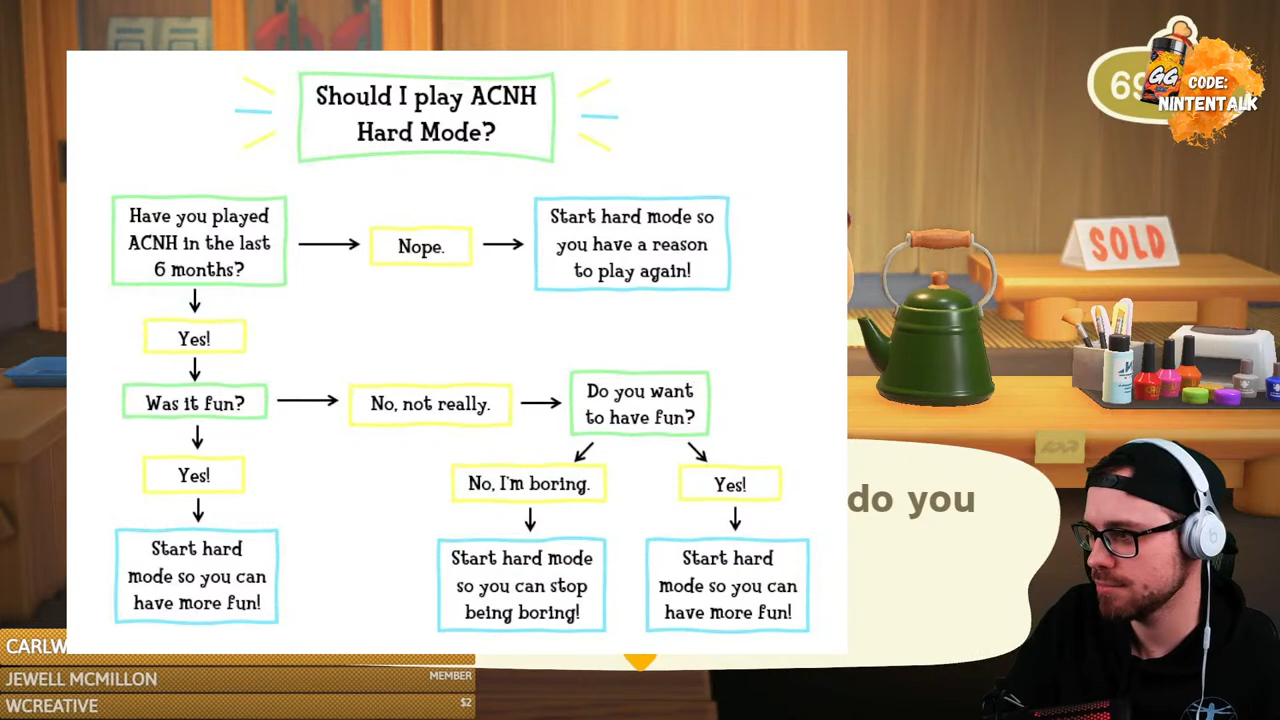 Should I play ACNH
Hard Mode?
Have you played
ACNH in the last
6 months?
Nope.
Start hard mode so
you have a reason
to play again!
Yes!
Was it fun?
No, not really.
Do you want
to have fun?
Yes!
No, I'm boring.
Yes!
Start hard
mode so you can
have more fun!
Start hard mode
so you can stop
being boring!
Start hard
mode so you can
have more fun!
GG
CODE:
NINTENTALK
SOLD
do you
CARLW
JEWELL MCMILLON
MEMBER
WCREATIVE
$2